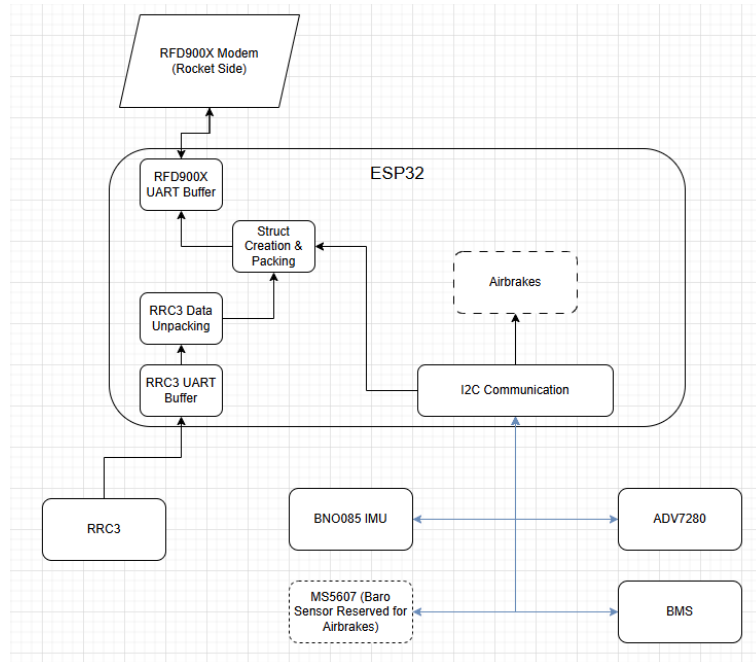 RFD900X Modem
(Rocket Side)
ESP32
RFD900X
UART Buffer
Struct
Creation &
Packing
Airbrakes
RRC3 Data
Unpacking
RRC3 UART
Buffer
I2C Communication
RRC3
BNO085 IMU
ADV7280
MS5607 (Baro
Sensor Reserved for
Airbrakes)
BMS